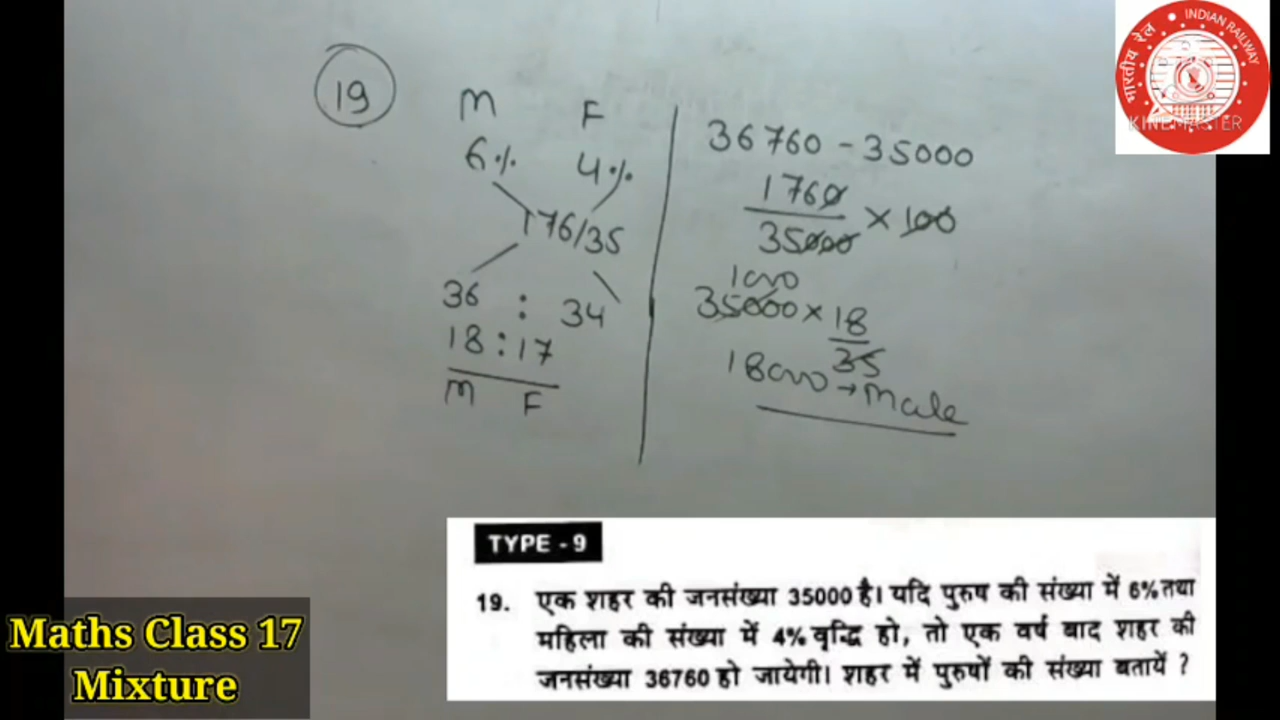 19
M F
6% 4%
176/35
36 : 34
18 : 17
M F
36760 - 35000
1760
35000 × 100
1000
35000 × 18
35
18000 → Male
भारतीय रेल INDIAN RAILWAY
KINEMASTER
TYPE - 9
19. एक शहर की जनसंख्या 35000 है। यदि पुरुष की संख्या में 6% तथा
महिला की संख्या में 4% वृद्धि हो, तो एक वर्ष बाद शहर की
जनसंख्या 36760 हो जायेगी। शहर में पुरुषों की संख्या बतायें ?
Maths Class 17
Mixture